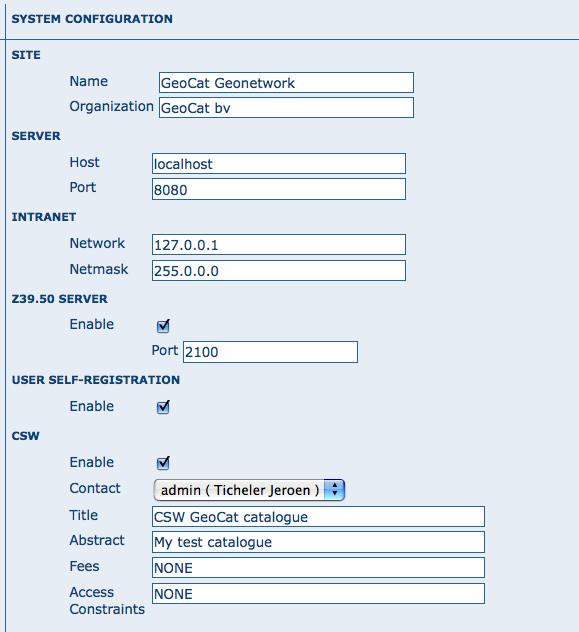 SYSTEM CONFIGURATION
SITE
Name GeoCat Geonetwork
Organization GeoCat bv
SERVER
Host localhost
Port 8080
INTRANET
Network 127.0.0.1
Netmask 255.0.0.0
Z39.50 SERVER
Enable
Port 2100
USER SELF-REGISTRATION
Enable
CSW
Enable
Contact admin ( Ticheler Jeroen )
Title CSW GeoCat catalogue
Abstract My test catalogue
Fees NONE
Access NONE
Constraints